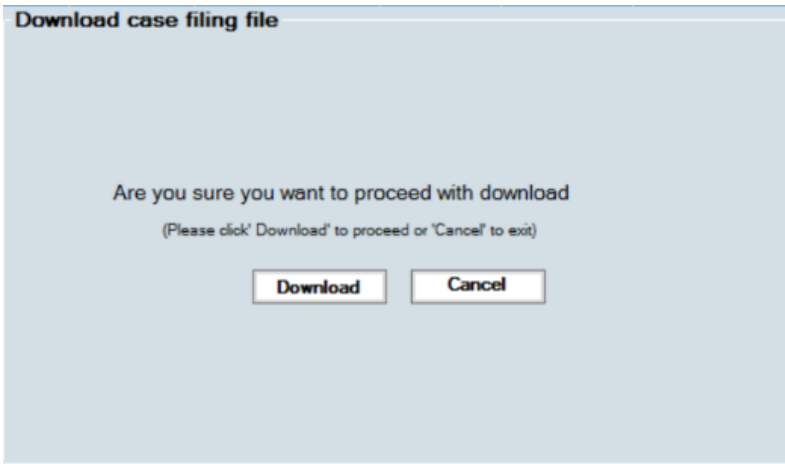 Download case filing file
Are you sure you want to proceed with download
(Please click' Download' to proceed or 'Cancel' to exit)
Download
Cancel